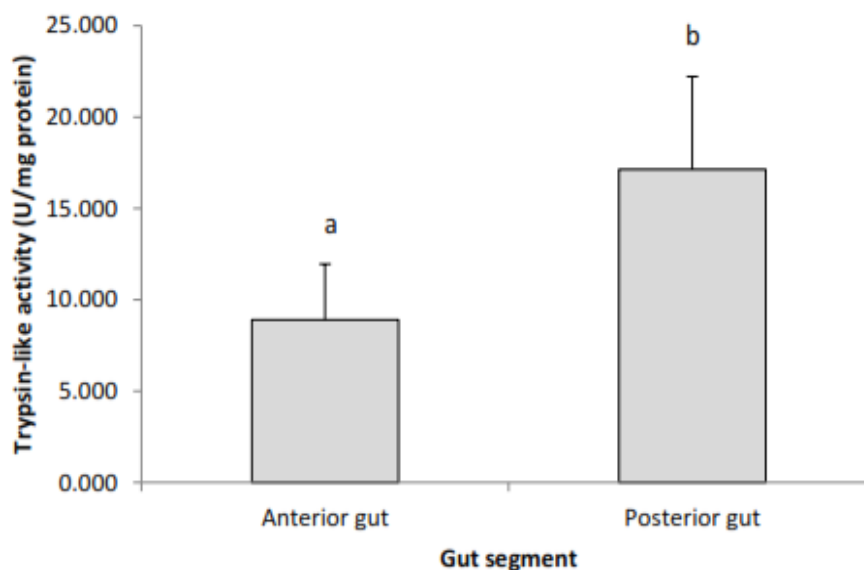 Trypsin-like activity (U/mg protein)
25.000
20.000
15.000
10.000
5.000
0.000
a
b
Anterior gut
Posterior gut
Gut segment